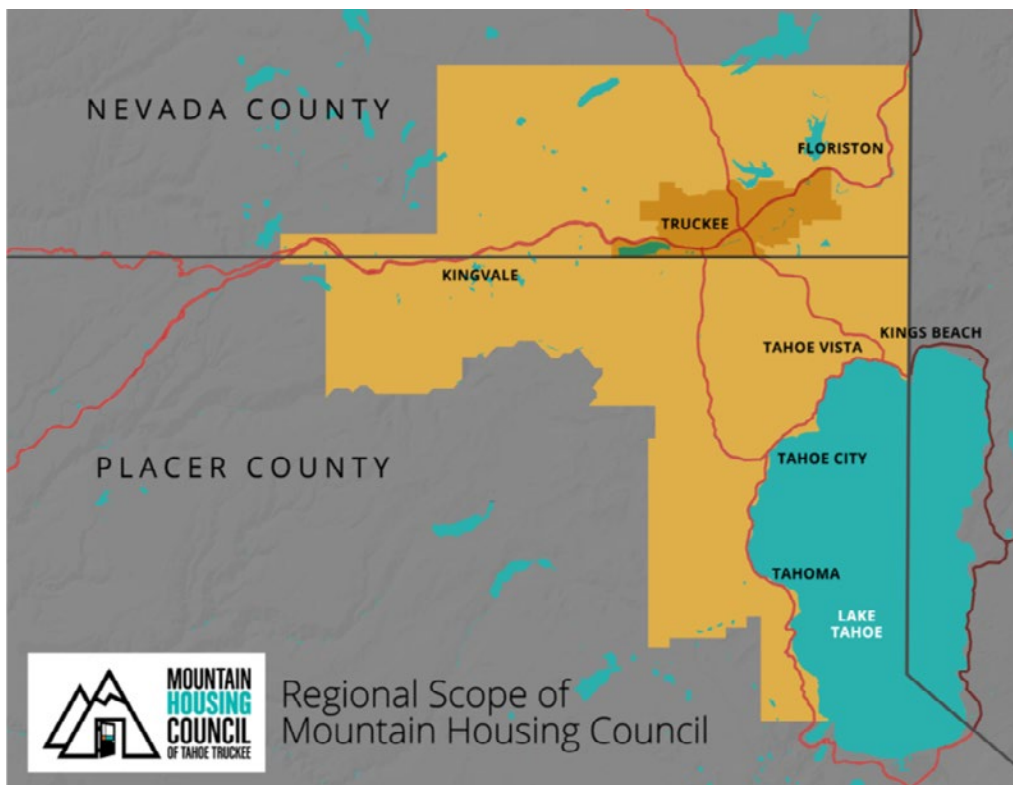 NEVADA COUNTY
FLORISTON
TRUCKEE
KINGVALE
KINGS BEACH
TAHOE VISTA
PLACER COUNTY
TAHOE CITY
TAHOMA
LAKE
TAHOE
MOUNTAIN
HOUSING
COUNCIL
OF TAHOE TRUCKEE
Regional Scope of
Mountain Housing Council